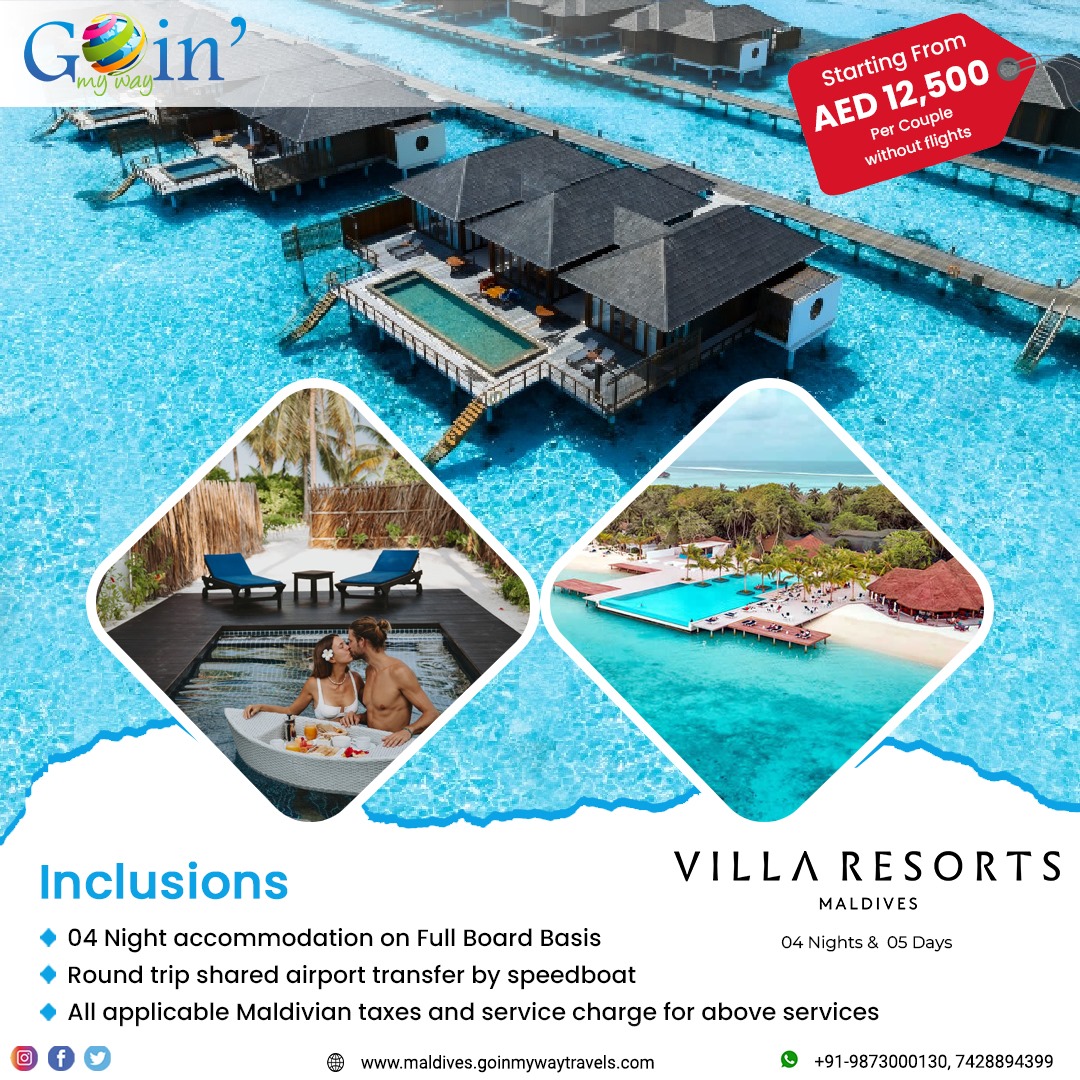 Goin'
my way
Starting From
AED 12,500
Per Couple
without flights
Inclusions
04 Night accommodation on Full Board Basis
Round trip shared airport transfer by speedboat
All applicable Maldivian taxes and service charge for above services
VILLA RESORTS
MALDIVES
04 Nights & 05 Days
www.maldives.goinmywaytravels.com
+91-9873000130, 7428894399